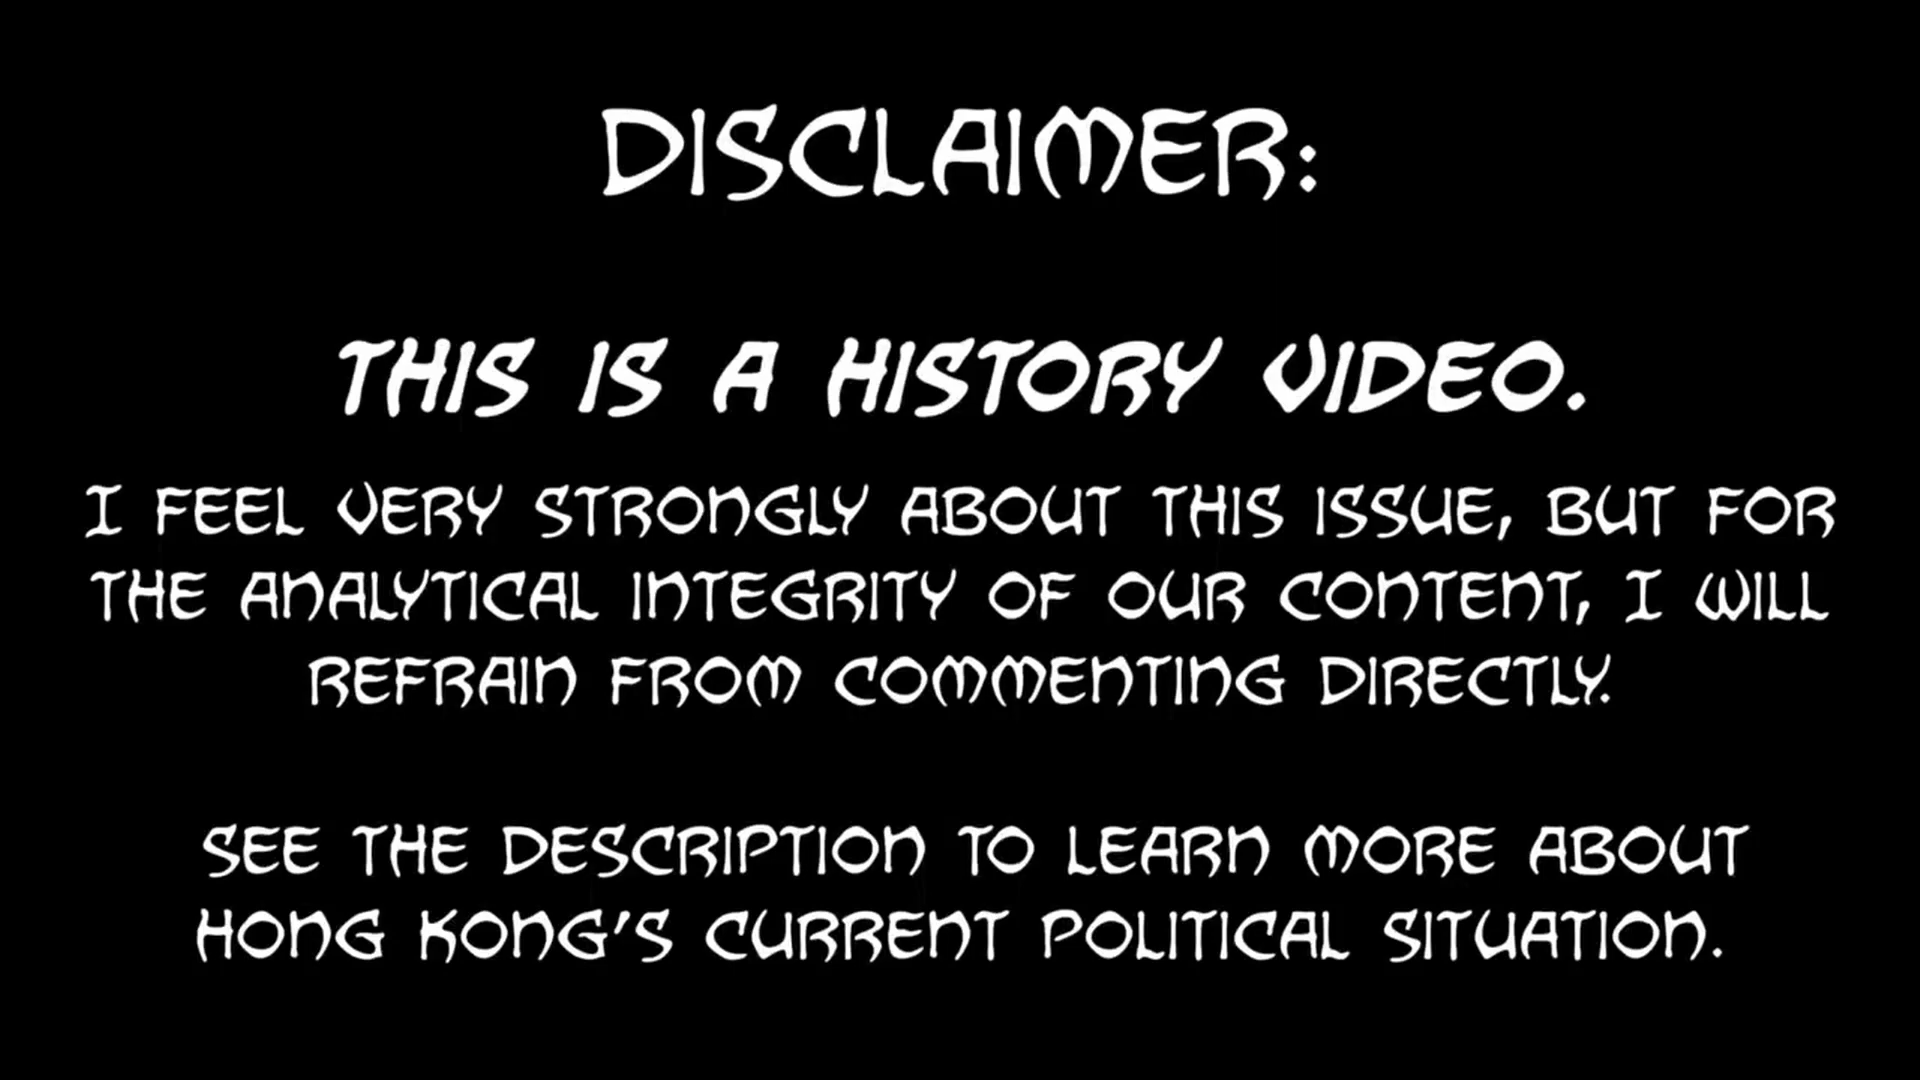 DISCLAIMER:
THIS IS A HISTORY VIDEO.
I FEEL VERY STRONGLY ABOUT THIS ISSUE, BUT FOR
THE ANALYTICAL INTEGRITY OF OUR CONTENT, I WILL
REFRAIN FROM COMMENTING DIRECTLY.
SEE THE DESCRIPTION TO LEARN MORE ABOUT
HONG KONG'S CURRENT POLITICAL SITUATION.